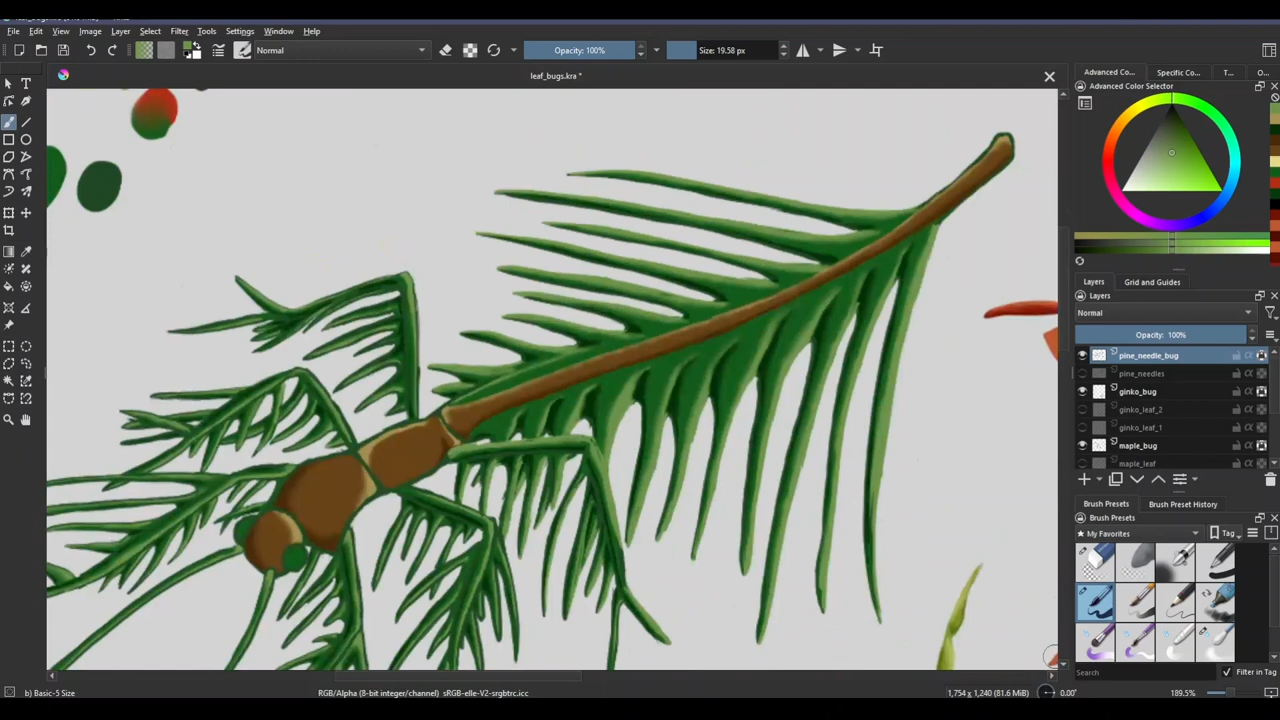 File Edit View Image Layer Filter Tools Settings Window Help
Normal
Opacity: 100%
Size: 19.58 px
leaf_bugs.kra *
Advanced Co... Specific Co... T... O...
Advanced Color Selector
Layers Grid and Guides
Layers
Normal
Opacity: 100%
pine_needle_bug
pine_needles
ginko_bug
ginko_leaf_2
ginko_leaf_1
maple_bug
maple_leaf
Brush Presets Brush Preset History
Brush Presets
★ My Favorites
Tag
Search
Filter in Tag
b) Basic-5 Size
RGB/Alpha (8-bit integer/channel) sRGB-elle-V2-srgbtrc.icc
1,754 x 1,240 (81.6 MiB)
0.00°
189.5%